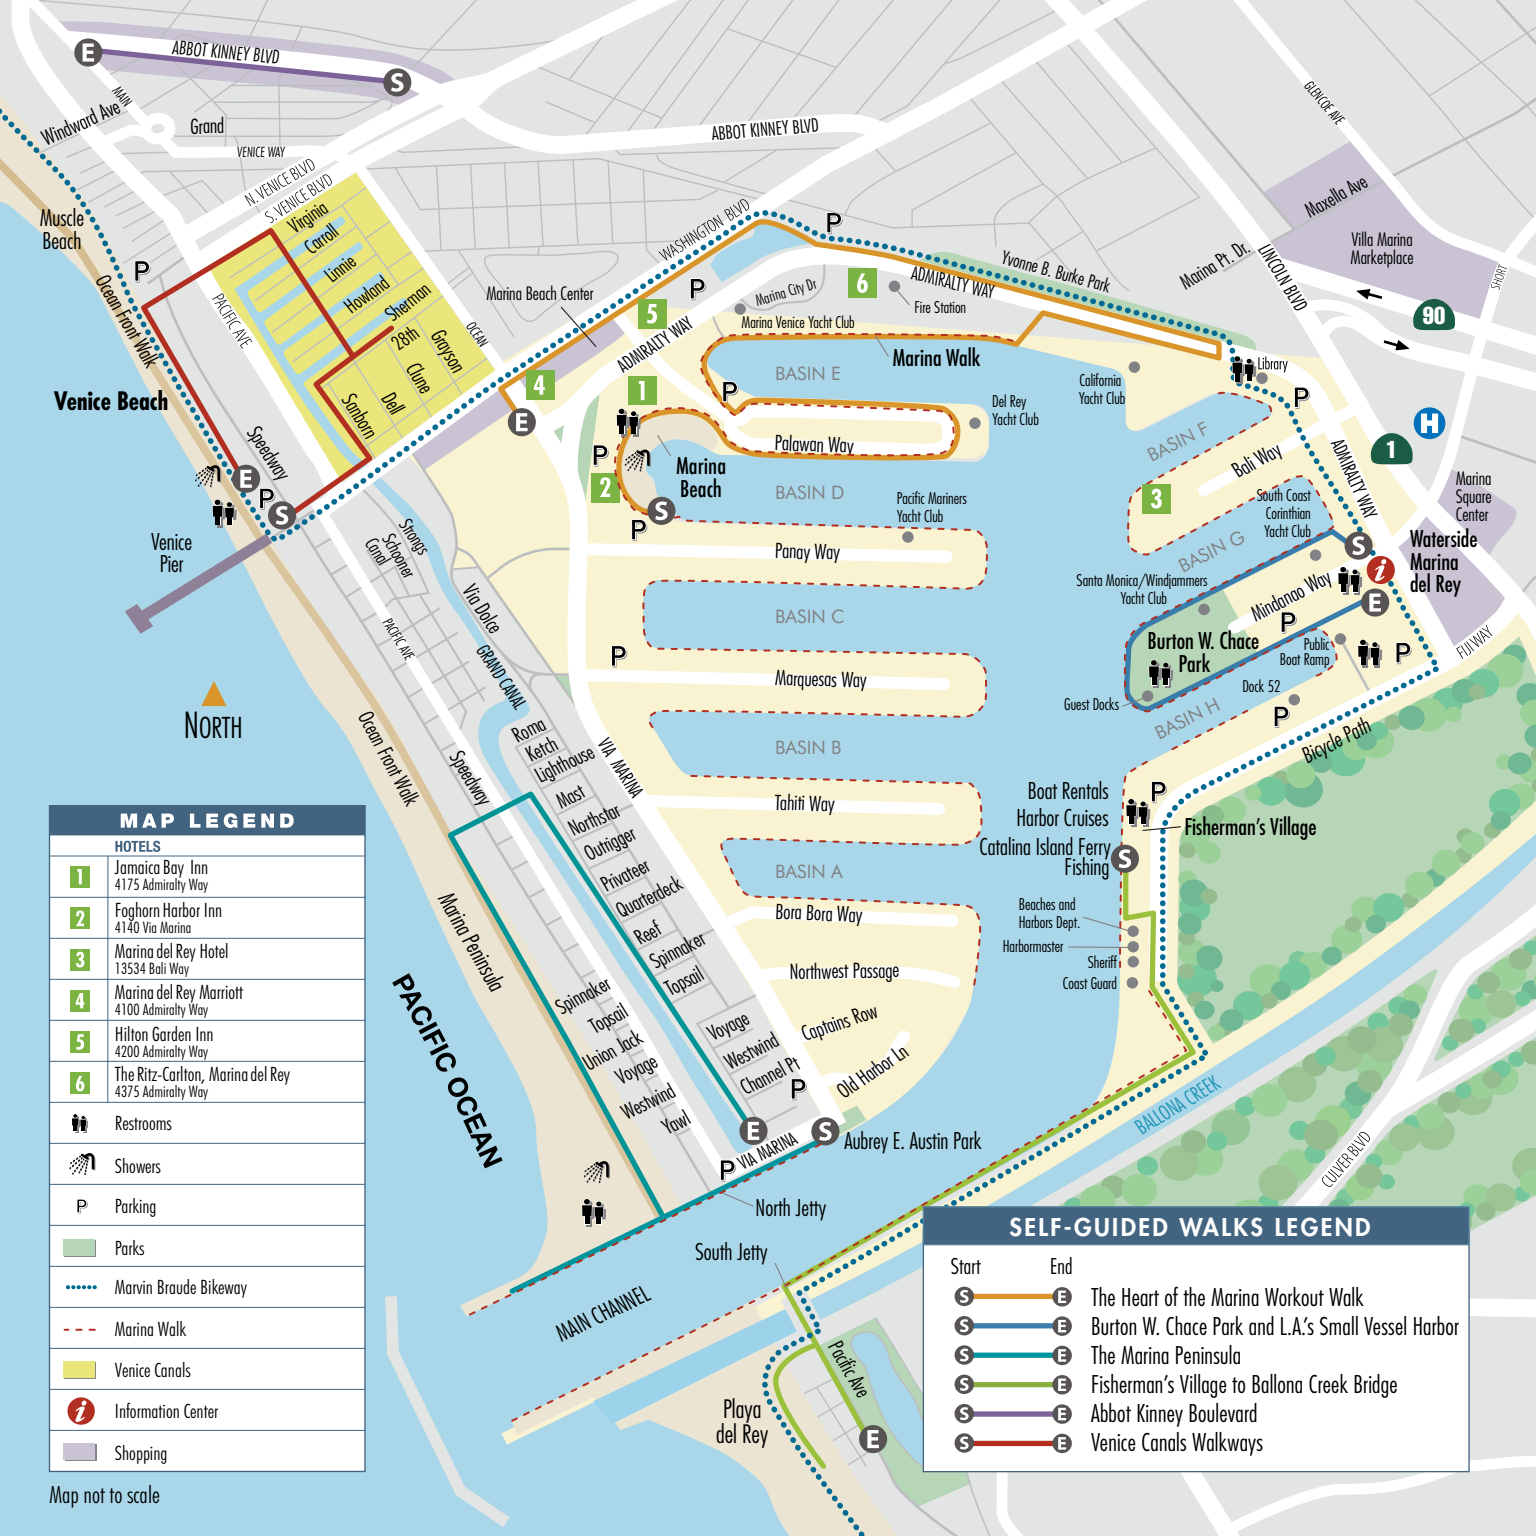 E
ABBOT KINNEY BLVD
S
MAIN
Windward Ave
Grand
VENICE WAY
ABBOT KINNEY BLVD
GLENCOE AVE
N. VENICE BLVD
S. VENICE BLVD
Maxella Ave
Villa Marina
Marketplace
SHORT
Muscle
Beach
P
Virginia
Carroll
Linnie
Howland
Sherman
28th
Grayson
Clune
Dell
Sanborn
OCEAN
PACIFIC AVE
Ocean Front Walk
WASHINGTON BLVD
P
Marina Beach Center
P
5
6
Marina City Dr
Fire Station
Marina Venice Yacht Club
ADMIRALTY WAY
Yvonne B. Burke Park
Marina Pt. Dr.
LINCOLN BLVD
90
ADMIRALTY WAY
Marina Walk
BASIN E
California
Yacht Club
Library
P
Venice Beach
Speedway
E
P
S
4
E
1
P
Del Rey
Yacht Club
Palawan Way
P
2
Marina
Beach
S
P
BASIN D
Pacific Mariners
Yacht Club
Panay Way
BASIN F
Bali Way
3
H
1
ADMIRALTY WAY
South Coast
Corinthian
Yacht Club
BASIN G
Marina
Square
Center
Venice
Pier
Strongs
Schooner
Canal
Via Dolce
PACIFIC AVE
GRAND CANAL
S
i
Waterside
Marina
del Rey
E
Santa Monica/Windjammers
Yacht Club
Mindanao Way
P
Burton W. Chace
Park
Public
Boat Ramp
P
FIJI WAY
BASIN C
P
Marquesas Way
Guest Docks
Dock 52
P
BASIN H
Bicycle Path
NORTH
Ocean Front Walk
Speedway
Roma
Ketch
Lighthouse
Mast
Northstar
Outrigger
Privateer
Quarterdeck
Reef
Spinnaker
Topsail
VIA MARINA
BASIN B
Tahiti Way
BASIN A
Bora Bora Way
Northwest Passage
Boat Rentals
Harbor Cruises
Catalina Island Ferry
Fishing
P
S
Fisherman's Village
Beaches and
Harbors Dept.
Harbormaster
Sheriff
Coast Guard
Marina Peninsula
PACIFIC OCEAN
Spinnaker
Topsail
Union Jack
Voyage
Westwind
Yawl
Voyage
Westwind
Channel Pt
P
Captains Row
Old Harbor Ln
E
VIA MARINA
S
P
Aubrey E. Austin Park
North Jetty
South Jetty
MAIN CHANNEL
BALLONA CREEK
CULVER BLVD
Playa
del Rey
Pacific Ave
E
MAP LEGEND
HOTELS
1
Jamaica Bay Inn
4175 Admiralty Way
2
Foghorn Harbor Inn
4140 Via Marina
3
Marina del Rey Hotel
13534 Bali Way
4
Marina del Rey Marriott
4100 Admiralty Way
5
Hilton Garden Inn
4200 Admiralty Way
6
The Ritz-Carlton, Marina del Rey
4375 Admiralty Way
Restrooms
Showers
P Parking
Parks
Marvin Braude Bikeway
Marina Walk
Venice Canals
i Information Center
Shopping
Map not to scale
SELF-GUIDED WALKS LEGEND
Start End
S E The Heart of the Marina Workout Walk
S E Burton W. Chace Park and L.A.'s Small Vessel Harbor
S E The Marina Peninsula
S E Fisherman's Village to Ballona Creek Bridge
S E Abbot Kinney Boulevard
S E Venice Canals Walkways